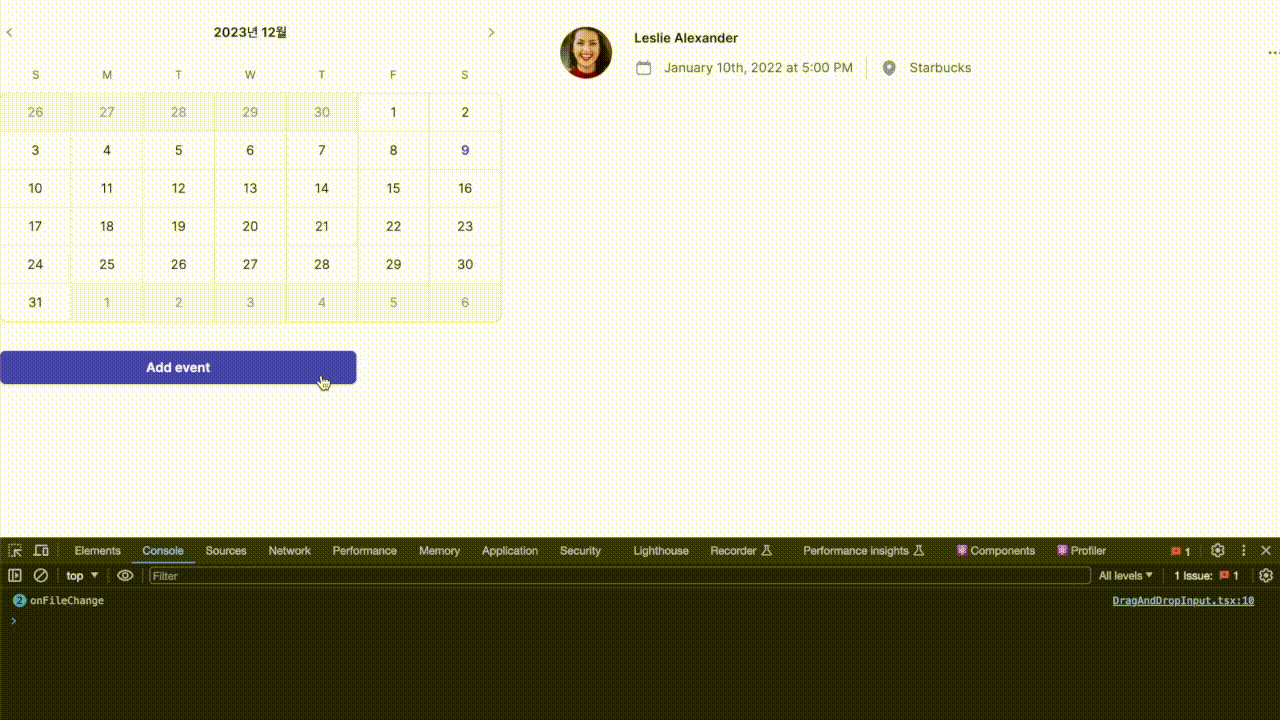 2023년 12월
S M T W T F S
26 27 28 29 30 1 2
3 4 5 6 7 8 9
10 11 12 13 14 15 16
17 18 19 20 21 22 23
24 25 26 27 28 29 30
31 1 2 3 4 5 6
Add event
Leslie Alexander
January 10th, 2022 at 5:00 PM Starbucks
Elements Console Sources Network Performance Memory Application Security Lighthouse Recorder Performance insights Components Profiler 1
top Filter All levels 1 Issue: 1
2 onFileChange DragAndDropInput.tsx:10